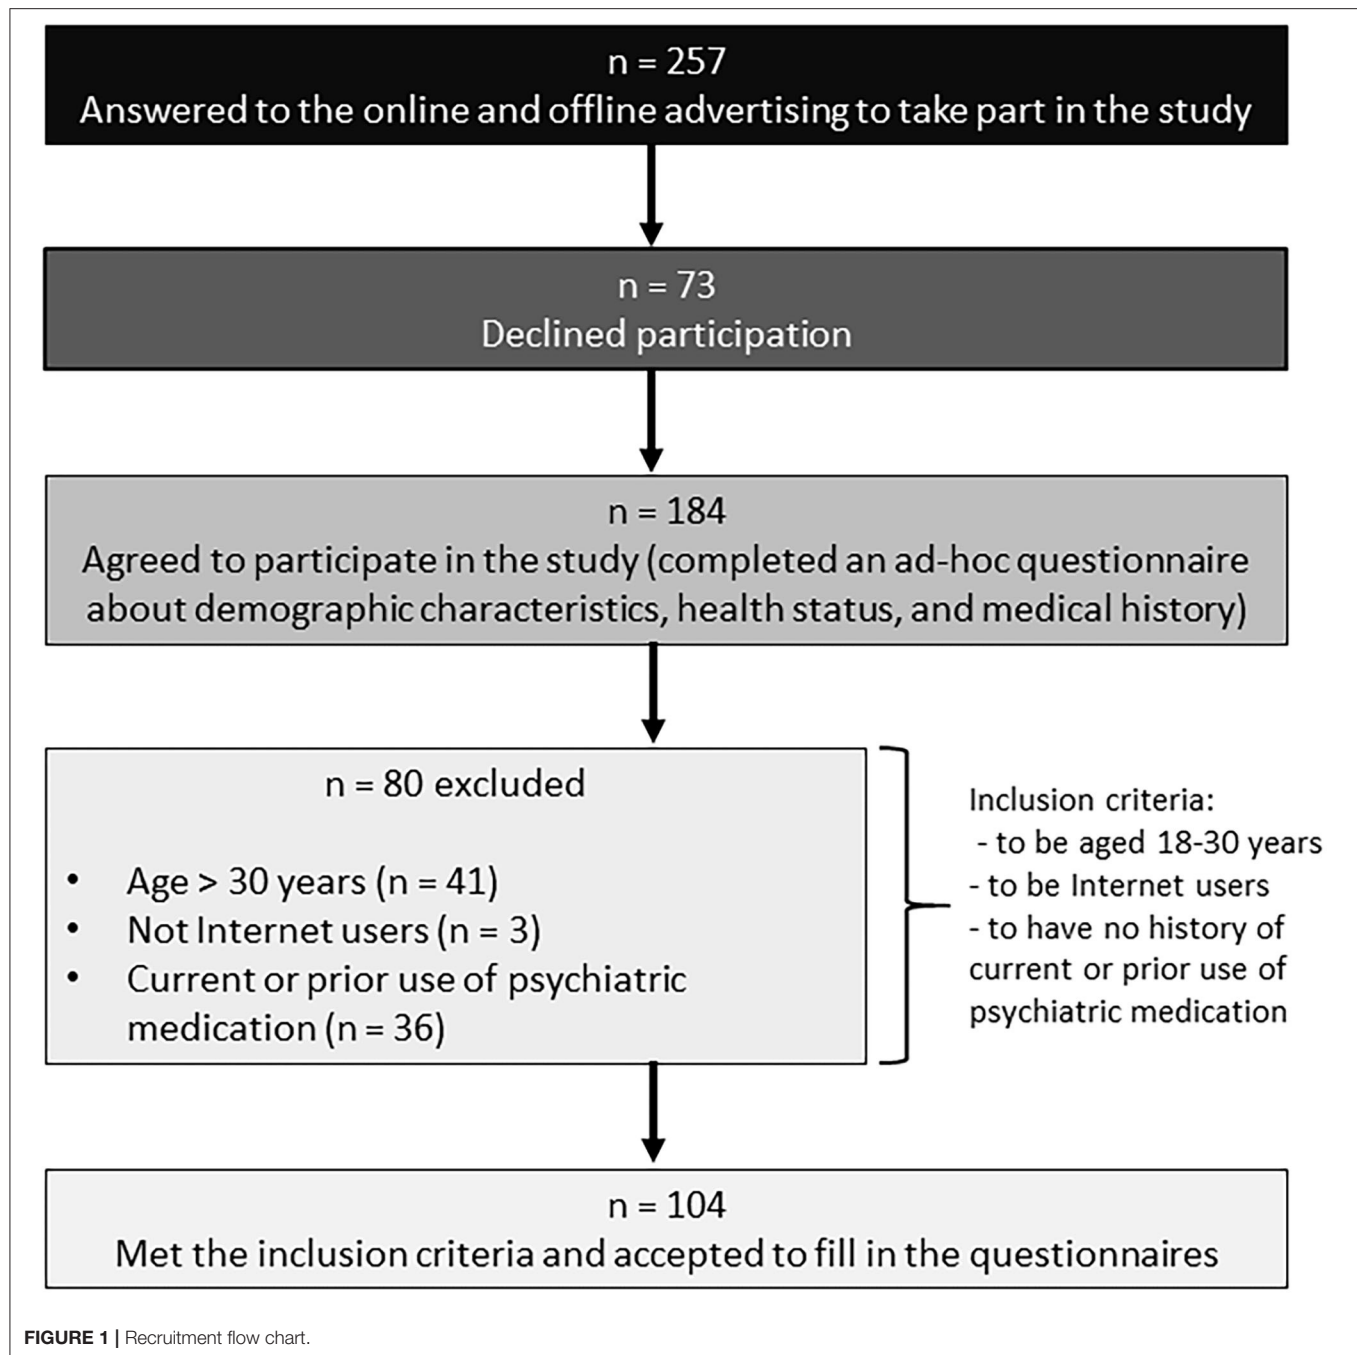 n = 257
Answered to the online and offline advertising to take part in the study
n = 73
Declined participation
n = 184
Agreed to participate in the study (completed an ad-hoc questionnaire
about demographic characteristics, health status, and medical history)
n = 80 excluded
• Age > 30 years (n = 41)
• Not Internet users (n = 3)
• Current or prior use of psychiatric
medication (n = 36)
Inclusion criteria:
- to be aged 18-30 years
- to be Internet users
- to have no history of
current or prior use of
psychiatric medication
n = 104
Met the inclusion criteria and accepted to fill in the questionnaires
FIGURE 1 | Recruitment flow chart.